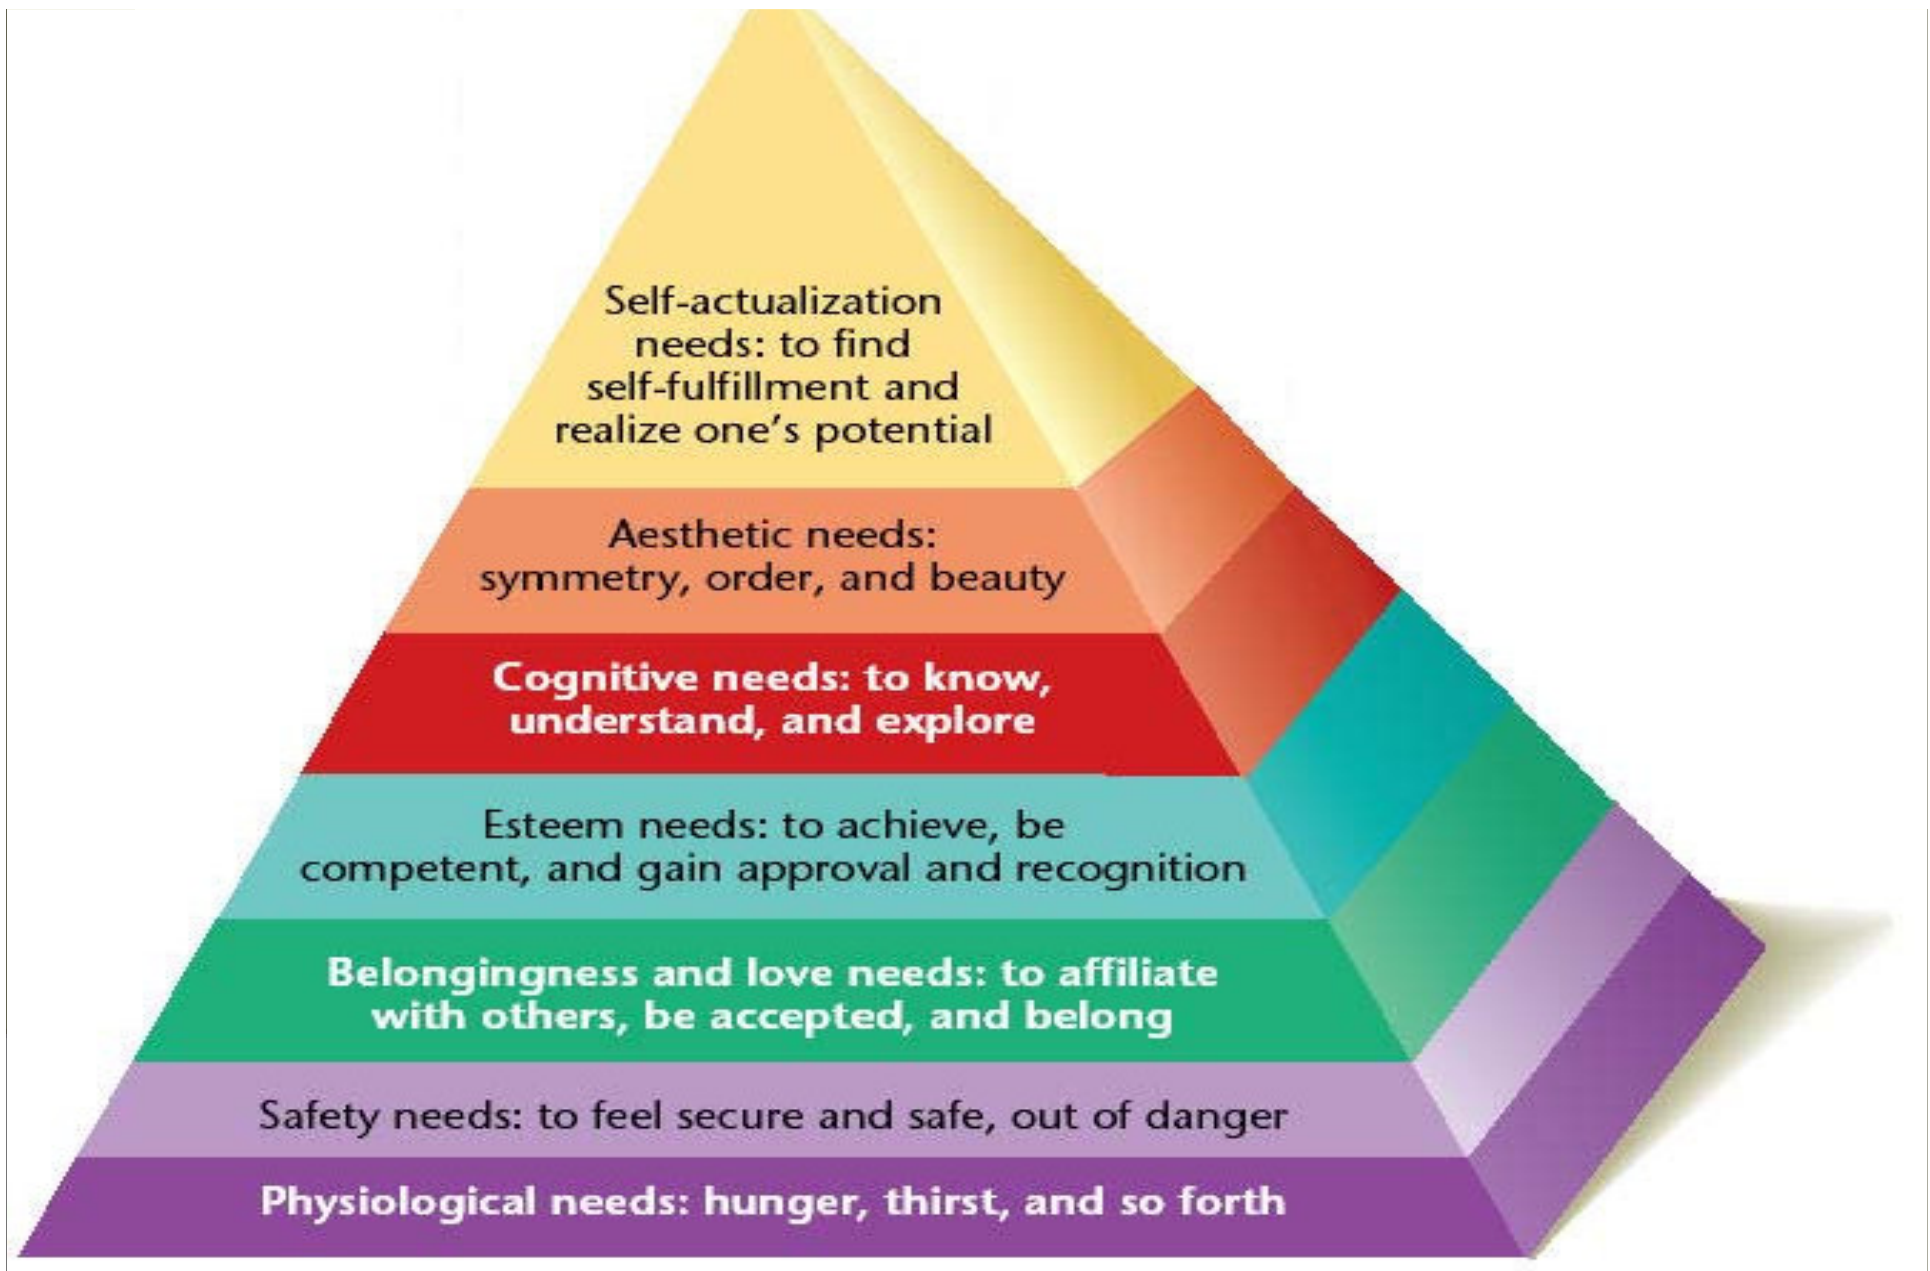 Self-actualization
needs: to find
self-fulfillment and
realize one's potential
Aesthetic needs:
symmetry, order, and beauty
Cognitive needs: to know,
understand, and explore
Esteem needs: to achieve, be
competent, and gain approval and recognition
Belongingness and love needs: to affiliate
with others, be accepted, and belong
Safety needs: to feel secure and safe, out of danger
Physiological needs: hunger, thirst, and so forth